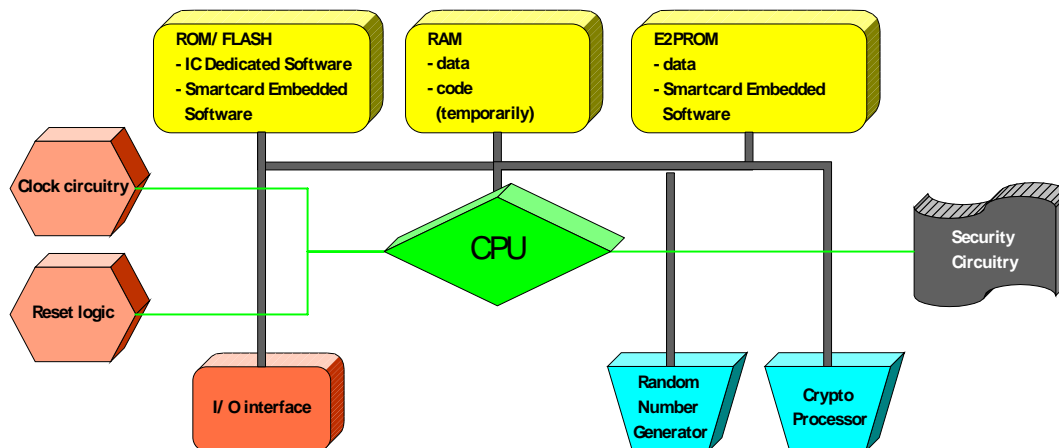 ROM/ FLASH
- IC Dedicated Software
- Smartcard Embedded
Software
RAM
- data
- code
(temporarily)
E2PROM
- data
- Smartcard Embedded
Software
Clock circuitry
CPU
Security
Circuitry
Reset logic
I/ O interface
Random
Number
Generator
Crypto
Processor